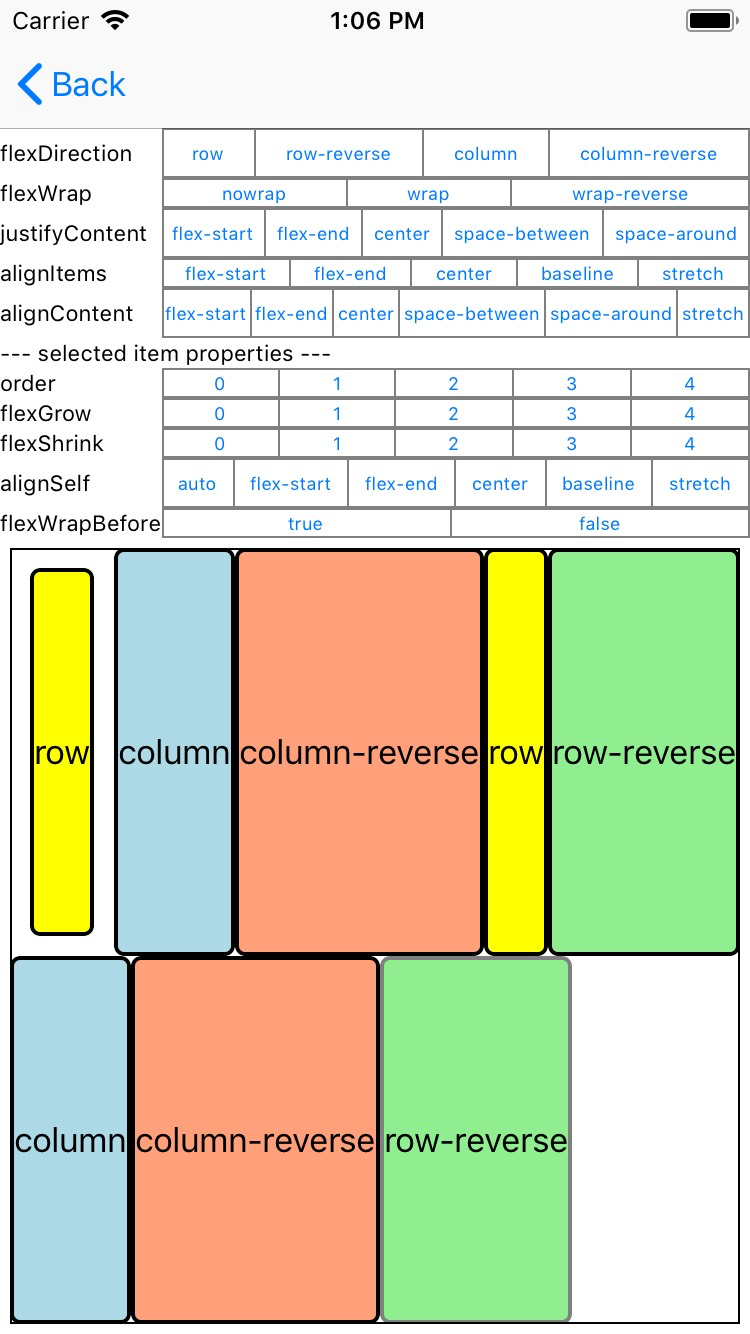 Carrier 1:06 PM
Back
flexDirection row row-reverse column column-reverse
flexWrap nowrap wrap wrap-reverse
justifyContent flex-start flex-end center space-between space-around
alignItems flex-start flex-end center baseline stretch
alignContent flex-start flex-end center space-between space-around stretch
--- selected item properties ---
order 0 1 2 3 4
flexGrow 0 1 2 3 4
flexShrink 0 1 2 3 4
alignSelf auto flex-start flex-end center baseline stretch
flexWrapBefore true false
row column column-reverse row row-reverse
column column-reverse row-reverse